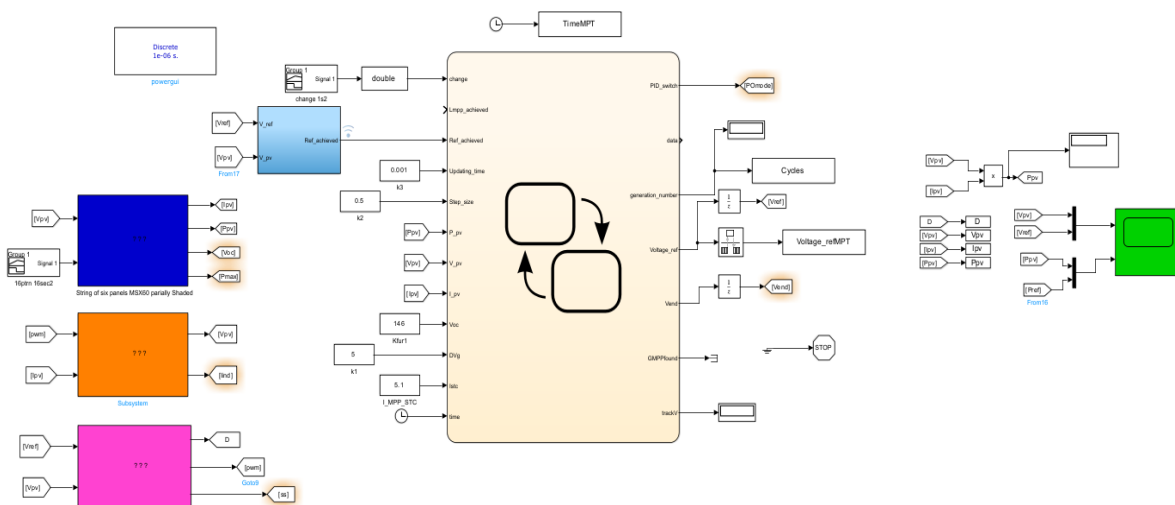 TimeMPT
Discrete
1e-06 s.
powergui
Group 1
Signal 1
change 1s2
double
change
PID_switch
[POmode]
Lmpp_achieved
[Vref]
V_ref
Ref_achieved
[Vpv]
V_pv
From17
Ref_achieved
data
0.001
k3
Updating_time
Cycles
0.5
k2
Step_size
generation_number
[Vref]
[Ppv]
P_pv
[Vpv]
V_pv
Voltage_ref
Voltage_refMPT
[Ipv]
I_pv
Vend
[Vend]
146
Kfur1
Voc
5
k1
DVg
GMPPfound
STOP
5.1
I_MPP_STC
Istc
time
trackV
[Vpv]
[Ipv]
[Ppv]
[Voc]
[Pmax]
? ? ?
Group 1
Signal 1
16ptrn 16sec2
String of six panels MSX60 parially Shaded
[pwm]
[Vpv]
? ? ?
[Ipv]
[Iind]
Subsystem
[Vref]
D
? ? ?
[pwm]
Goto9
[Vpv]
[ss]
[Vpv]
[Ipv]
Ppv
D
D
[Vpv]
Vpv
[Ipv]
Ipv
[Ppv]
Ppv
[Vpv]
[Vref]
[Ppv]
[Pref]
From16